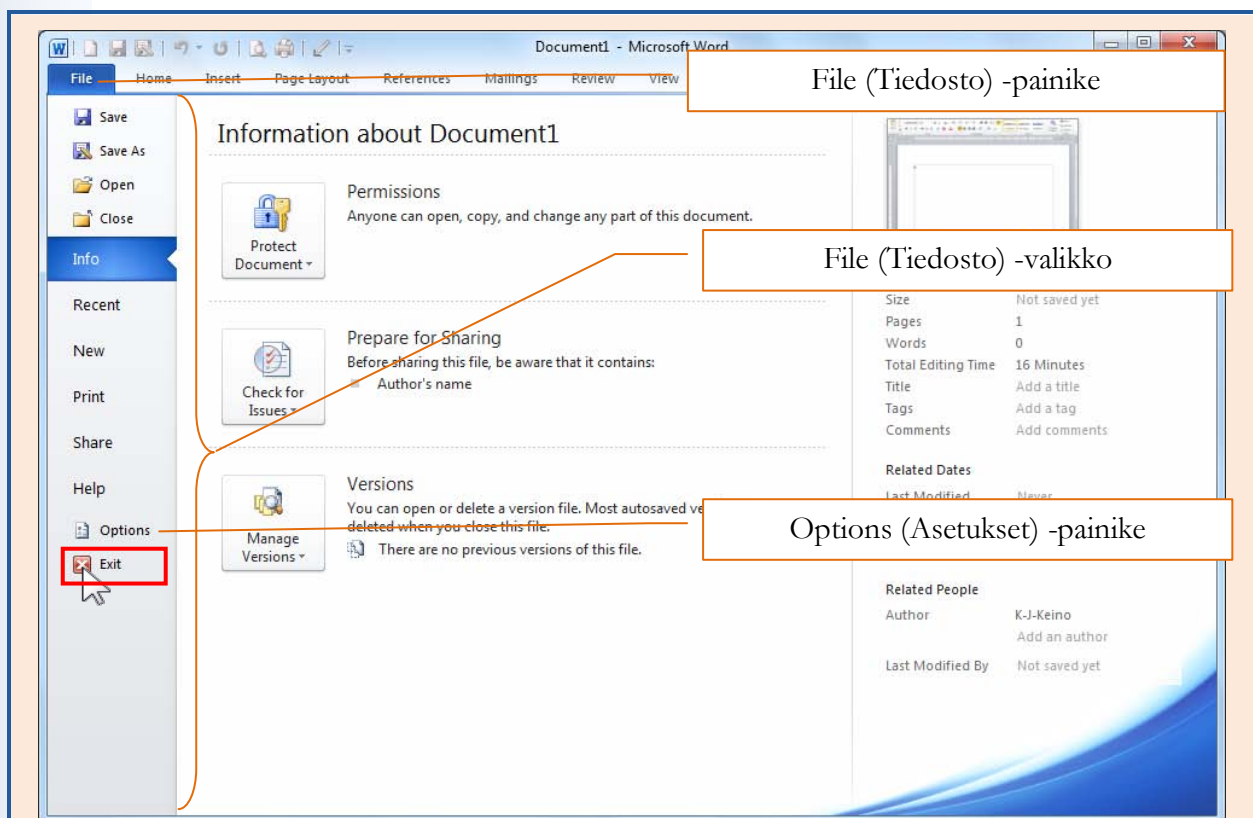 Document1 - Microsoft Word
File Home Insert Page Layout References Mailings Review View
File (Tiedosto) -painike
Save
Save As
Open
Close
Info
Recent
New
Print
Share
Help
Options
Exit
Information about Document1
Protect
Document
Permissions
Anyone can open, copy, and change any part of this document.
Check for
Issues
Prepare for Sharing
Before sharing this file, be aware that it contains:
Author's name
Manage
Versions
Versions
You can open or delete a version file. Most autosaved
deleted when you close this file.
There are no previous versions of this file.
File (Tiedosto) -valikko
Size Not saved yet
Pages 1
Words 0
Total Editing Time 16 Minutes
Title Add a title
Tags Add a tag
Comments Add comments
Related Dates
Last Modified Never
Options (Asetukset) -painike
Related People
Author K-J-Keino
Add an author
Last Modified By Not saved yet